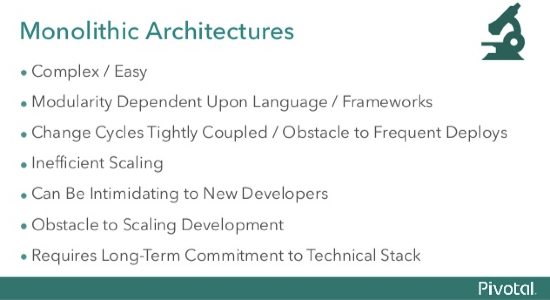 Monolithic Architectures
• Complex / Easy
• Modularity Dependent Upon Language / Frameworks
• Change Cycles Tightly Coupled / Obstacle to Frequent Deploys
• Inefficient Scaling
• Can Be Intimidating to New Developers
• Obstacle to Scaling Development
• Requires Long-Term Commitment to Technical Stack
Pivotal